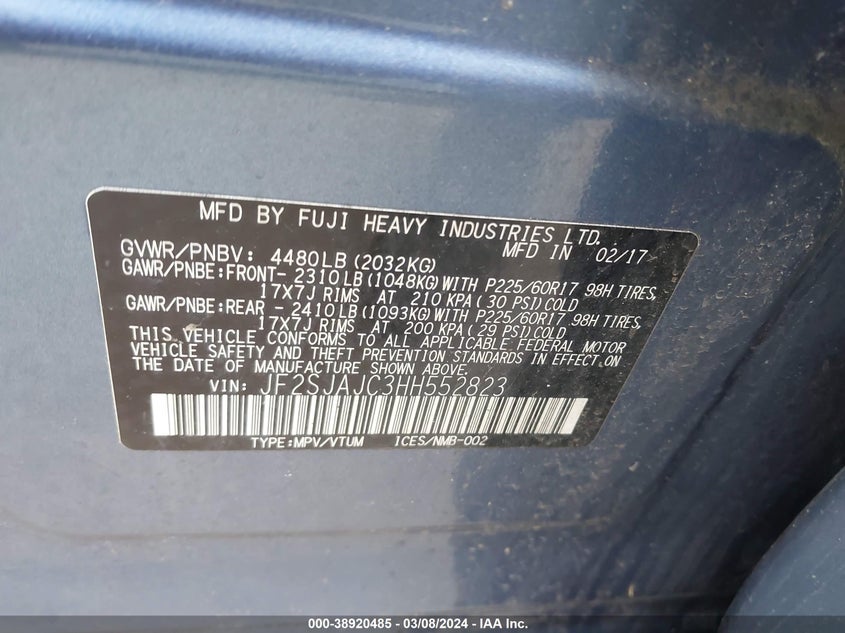 MFD BY FUJI HEAVY INDUSTRIES LTD.
MFD IN 02/17
GVWR/PNBV: 4480LB (2032KG)
GAWR/PNBE:FRONT- 2310LB (1048KG) WITH P225/60R17 98H TIRES,
17X7J RIMS AT 210 KPA (30 PSI) COLD
GAWR/PNBE:REAR - 2410LB (1093KG) WITH P225/60R17 98H TIRES,
17X7J RIMS AT 200 KPA (29 PSI) COLD
THIS VEHICLE CONFORMS TO ALL APPLICABLE FEDERAL MOTOR
VEHICLE SAFETY AND THEFT PREVENTION STANDARDS IN EFFECT ON
THE DATE OF MANUFACTURE SHOWN ABOVE.
VIN: JF2SJAJC3HH552823
TYPE:MPV/VTUM ICES/NMB-002
000-38920485 - 03/08/2024 - IAA Inc.